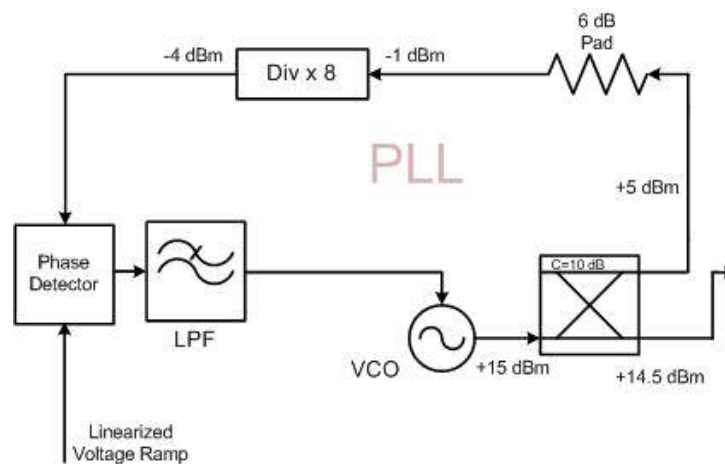 6 dB
Pad
-4 dBm
-1 dBm
Div x 8
PLL
+5 dBm
Phase
Detector
C=10 dB
LPF
VCO
+15 dBm
+14.5 dBm
Linearized
Voltage Ramp